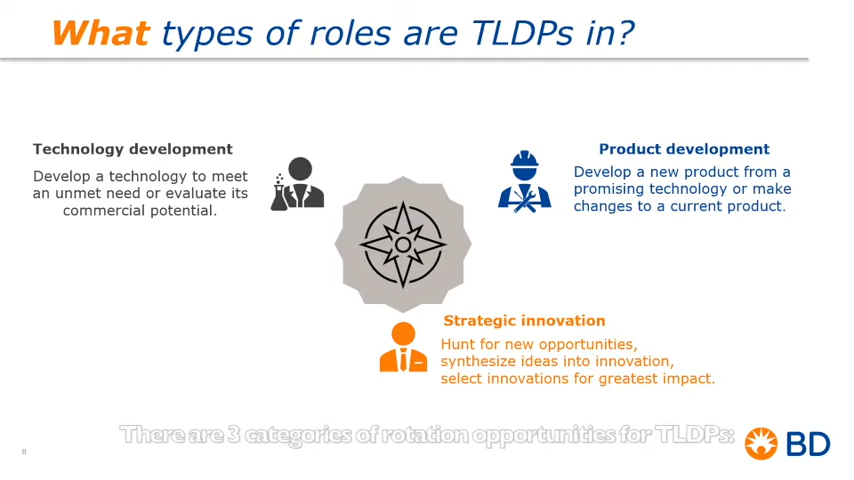 What types of roles are TLDPs in?
Technology development
Develop a technology to meet
an unmet need or evaluate its
commercial potential.
Product development
Develop a new product from a
promising technology or make
changes to a current product.
Strategic innovation
Hunt for new opportunities,
synthesize ideas into innovation,
select innovations for greatest impact.
There are 3 categories of rotation opportunities for TLDPs:
BD